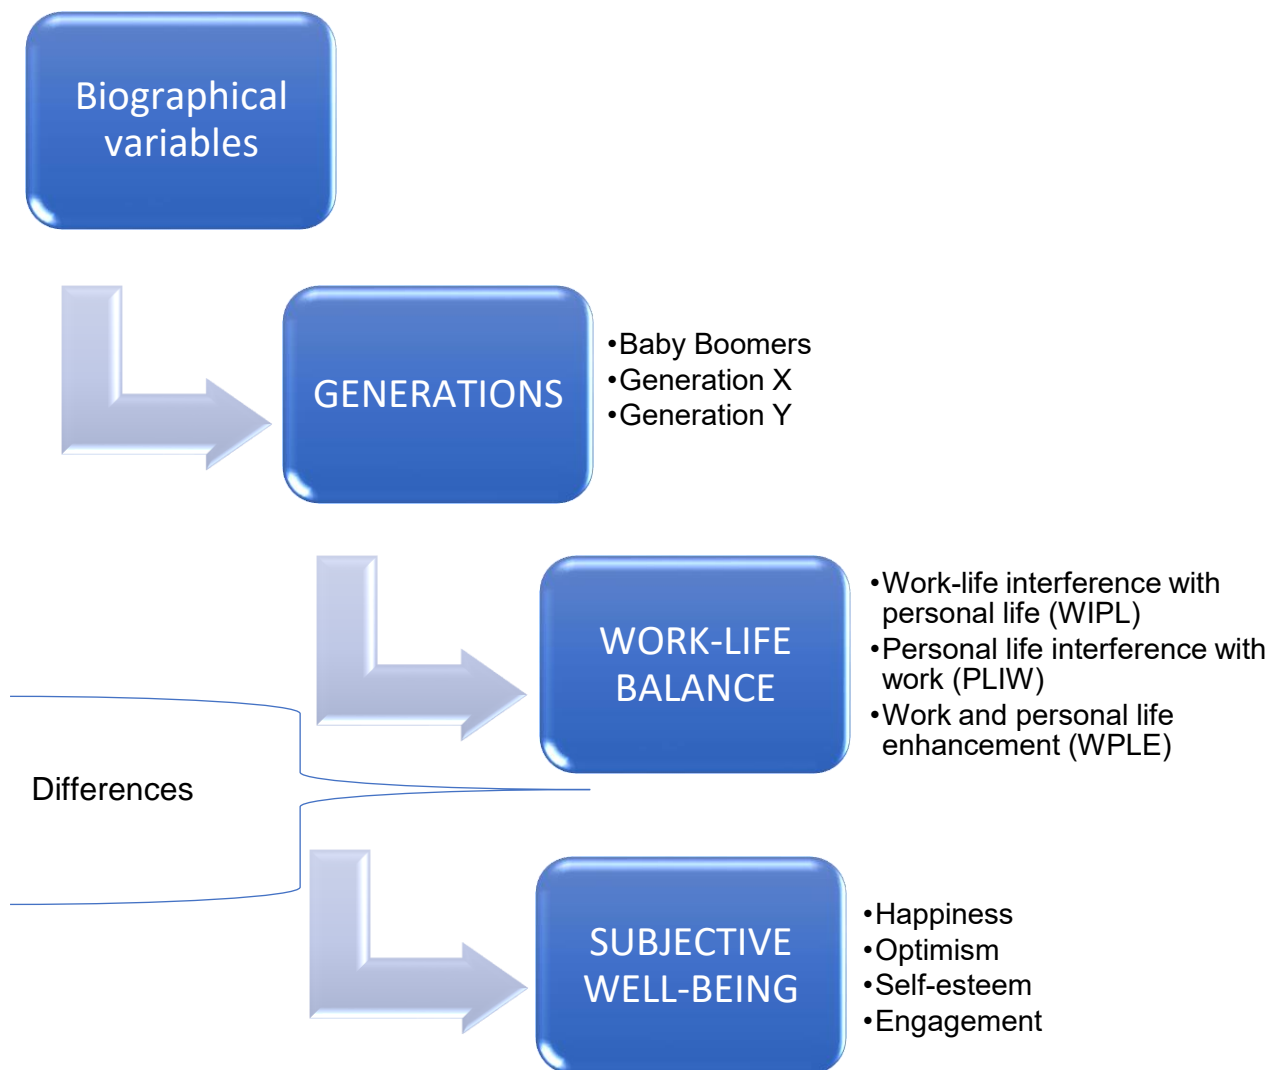 Biographical
variables
GENERATIONS
•Baby Boomers
•Generation X
•Generation Y
WORK-LIFE
BALANCE
•Work-life interference with
personal life (WIPL)
•Personal life interference with
work (PLIW)
•Work and personal life
enhancement (WPLE)
Differences
SUBJECTIVE
WELL-BEING
•Happiness
•Optimism
•Self-esteem
•Engagement